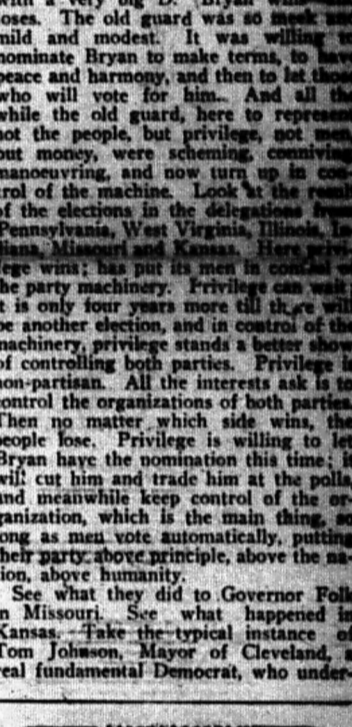 with a very big D. Bryan wins
loses. The old guard was so meek and
mild and modest. It was willing to
nominate Bryan to make terms, to have
peace and harmony, and then to let those
who will vote for him. And all the
while the old guard, here to represent
not the people, but privilege, not men,
but money, were scheming, conniving
manoeuvring, and now turn up in con-
trol of the machine. Look at the result
of the elections in the delegations from
Pennsylvania, West Virginia, Illinois, In-
diana, Missouri and Kansas. Here privi-
lege wins; has put its men in control of
the party machinery. Privilege can wait;
it is only four years more till there will
be another election, and in control of the
machinery, privilege stands a better show
of controlling both parties. Privilege is
non-partisan. All the interests ask is to
control the organizations of both parties.
Then no matter which side wins, the
people lose. Privilege is willing to let
Bryan have the nomination this time; it
will cut him and trade him at the polls,
and meanwhile keep control of the or-
ganization, which is the main thing, so
long as men vote automatically, putting
their party above principle, above the na-
tion, above humanity.
See what they did to Governor Folk
in Missouri. See what happened in
Kansas. Take the typical instance of
Tom Johnson, Mayor of Cleveland, a
real fundamental Democrat, who under-